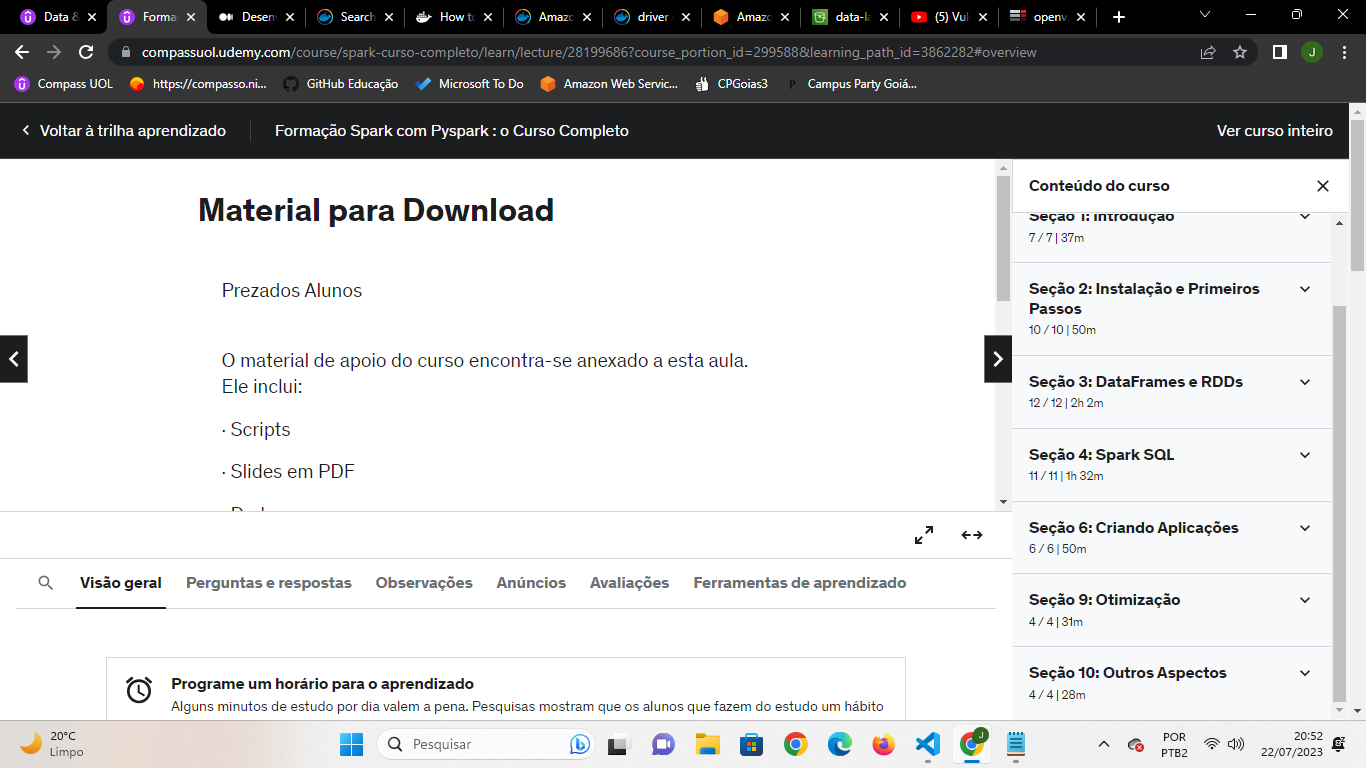 Data &
Forma
Desen
Search
How to
Amazo
driver
Amazo
data-la
(5) Vul
openv
compassuol.udemy.com/course/spark-curso-completo/learn/lecture/28199686?course_portion_id=299588&learning_path_id=3862282#overview
J
Compass UOL
https://compasso.ni...
GitHub Educação
Microsoft To Do
Amazon Web Servic...
CPGoias3
P Campus Party Goiá...
Voltar à trilha aprendizado
Formação Spark com Pyspark : o Curso Completo
Ver curso inteiro
Material para Download
Prezados Alunos
O material de apoio do curso encontra-se anexado a esta aula.
Ele inclui:
· Scripts
· Slides em PDF
Visão geral
Perguntas e respostas
Observações
Anúncios
Avaliações
Ferramentas de aprendizado
Programe um horário para o aprendizado
Alguns minutos de estudo por dia valem a pena. Pesquisas mostram que os alunos que fazem do estudo um hábito
Conteúdo do curso
Seção 1: Introdução
7 / 7 | 37m
Seção 2: Instalação e Primeiros
Passos
10 / 10 | 50m
Seção 3: DataFrames e RDDs
12 / 12 | 2h 2m
Seção 4: Spark SQL
11 / 11 | 1h 32m
Seção 6: Criando Aplicações
6 / 6 | 50m
Seção 9: Otimização
4 / 4 | 31m
Seção 10: Outros Aspectos
4 / 4 | 28m
20°C
Limpo
Pesquisar
J
POR
PTB2
20:52
22/07/2023